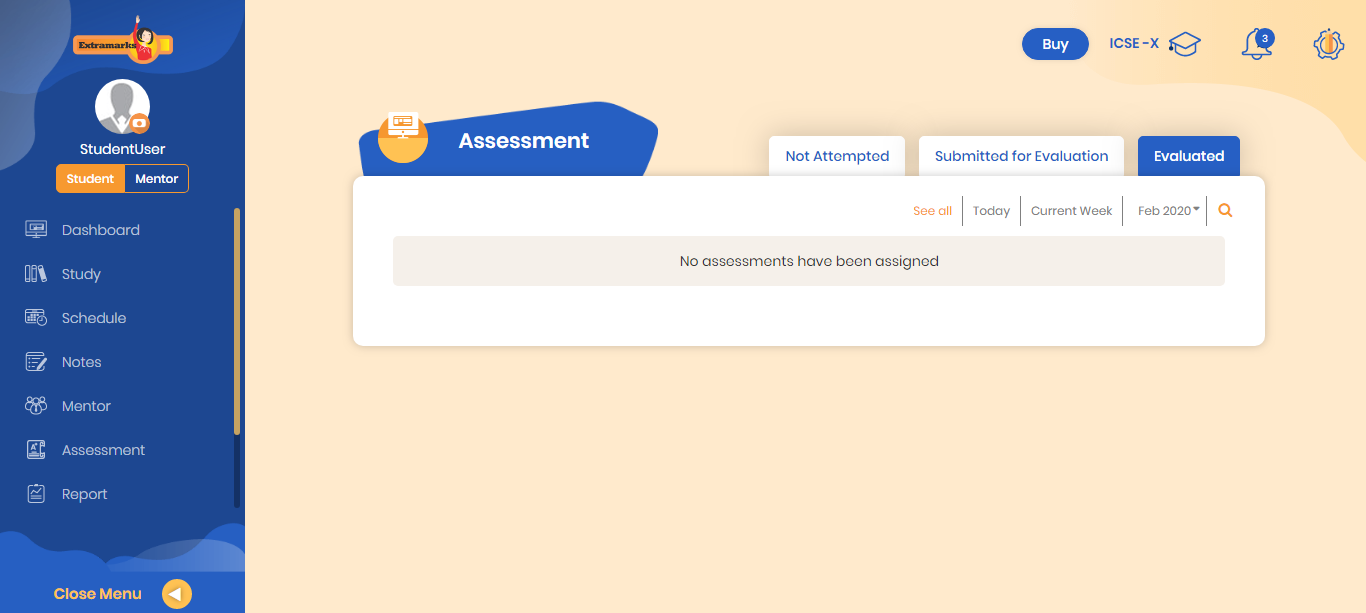 Extramarks
StudentUser
Student Mentor
Dashboard
Study
Schedule
Notes
Mentor
Assessment
Report
Close Menu
Buy ICSE -X 3
Assessment
Not Attempted Submitted for Evaluation Evaluated
See all Today Current Week Feb 2020
No assessments have been assigned